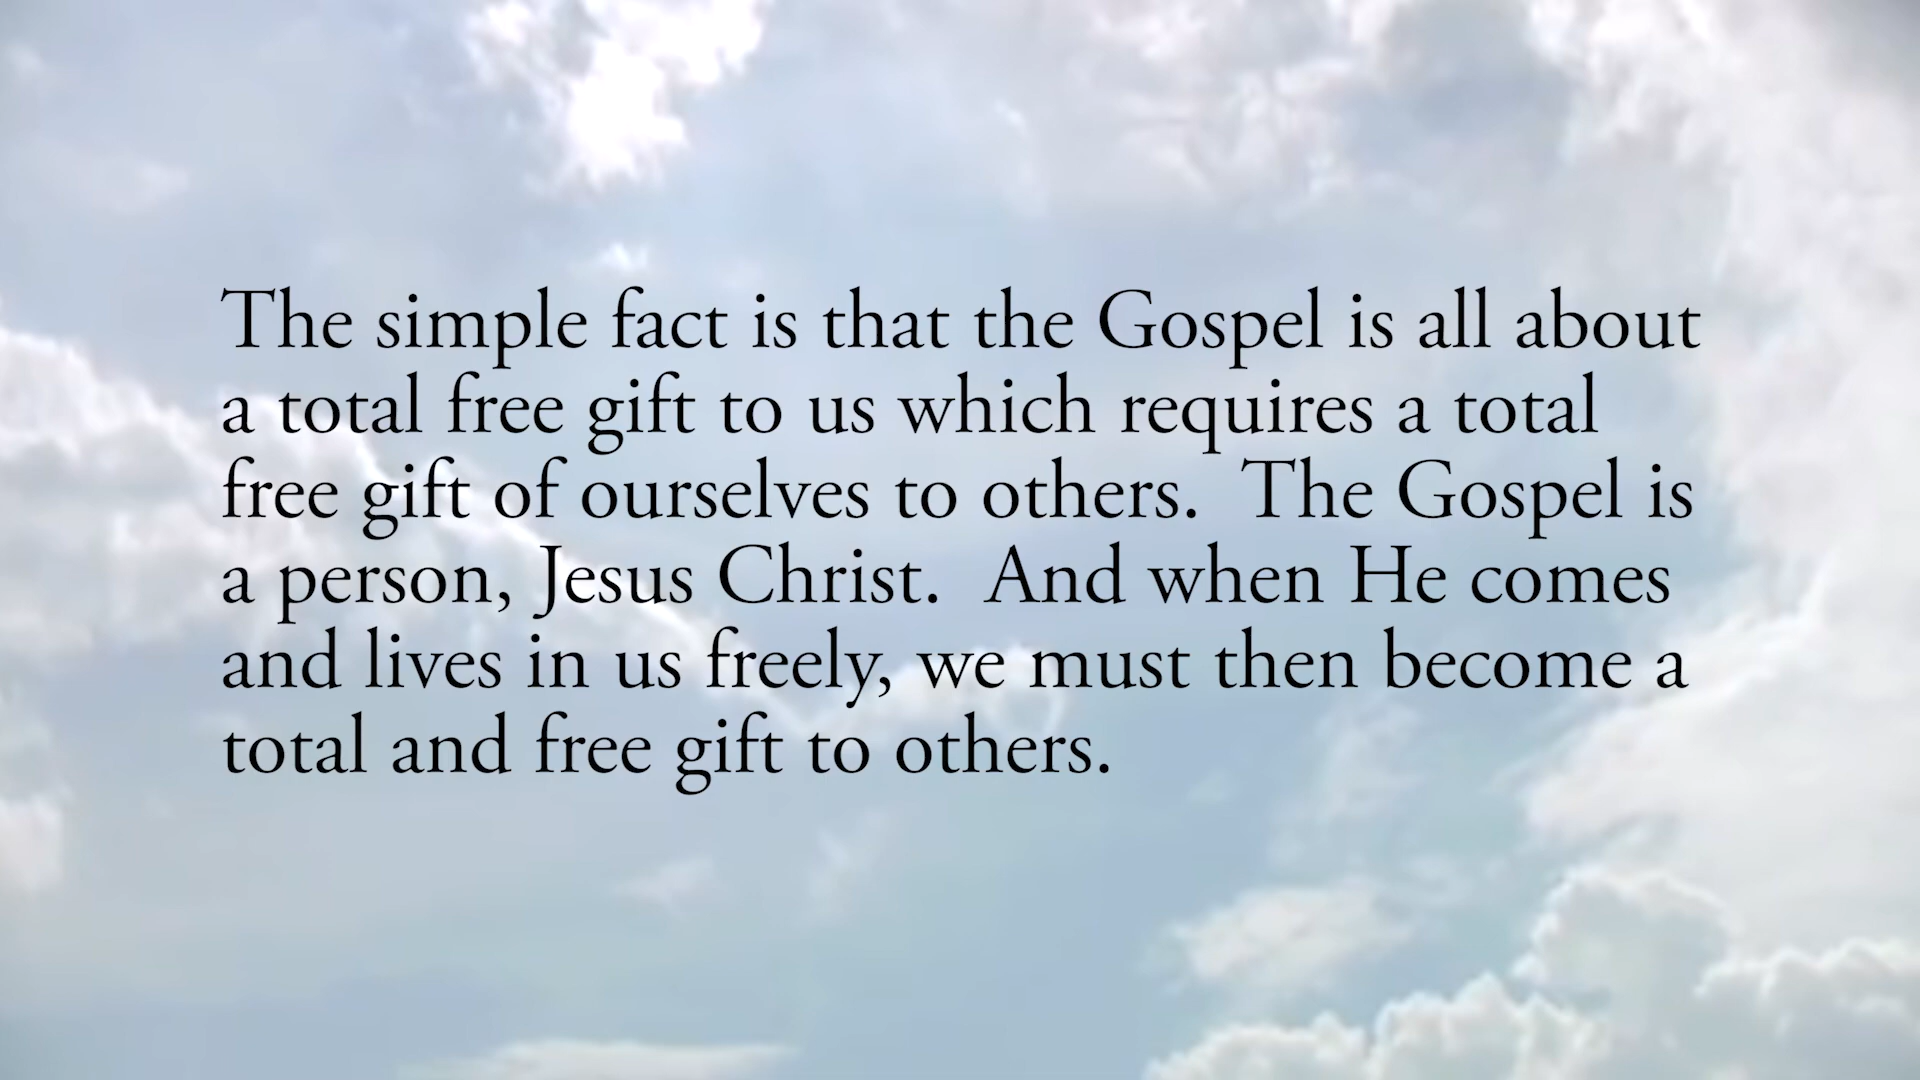 The simple fact is that the Gospel is all about
a total free gift to us which requires a total
free gift of ourselves to others.  The Gospel is
a person, Jesus Christ.  And when He comes
and lives in us freely, we must then become a
total and free gift to others.